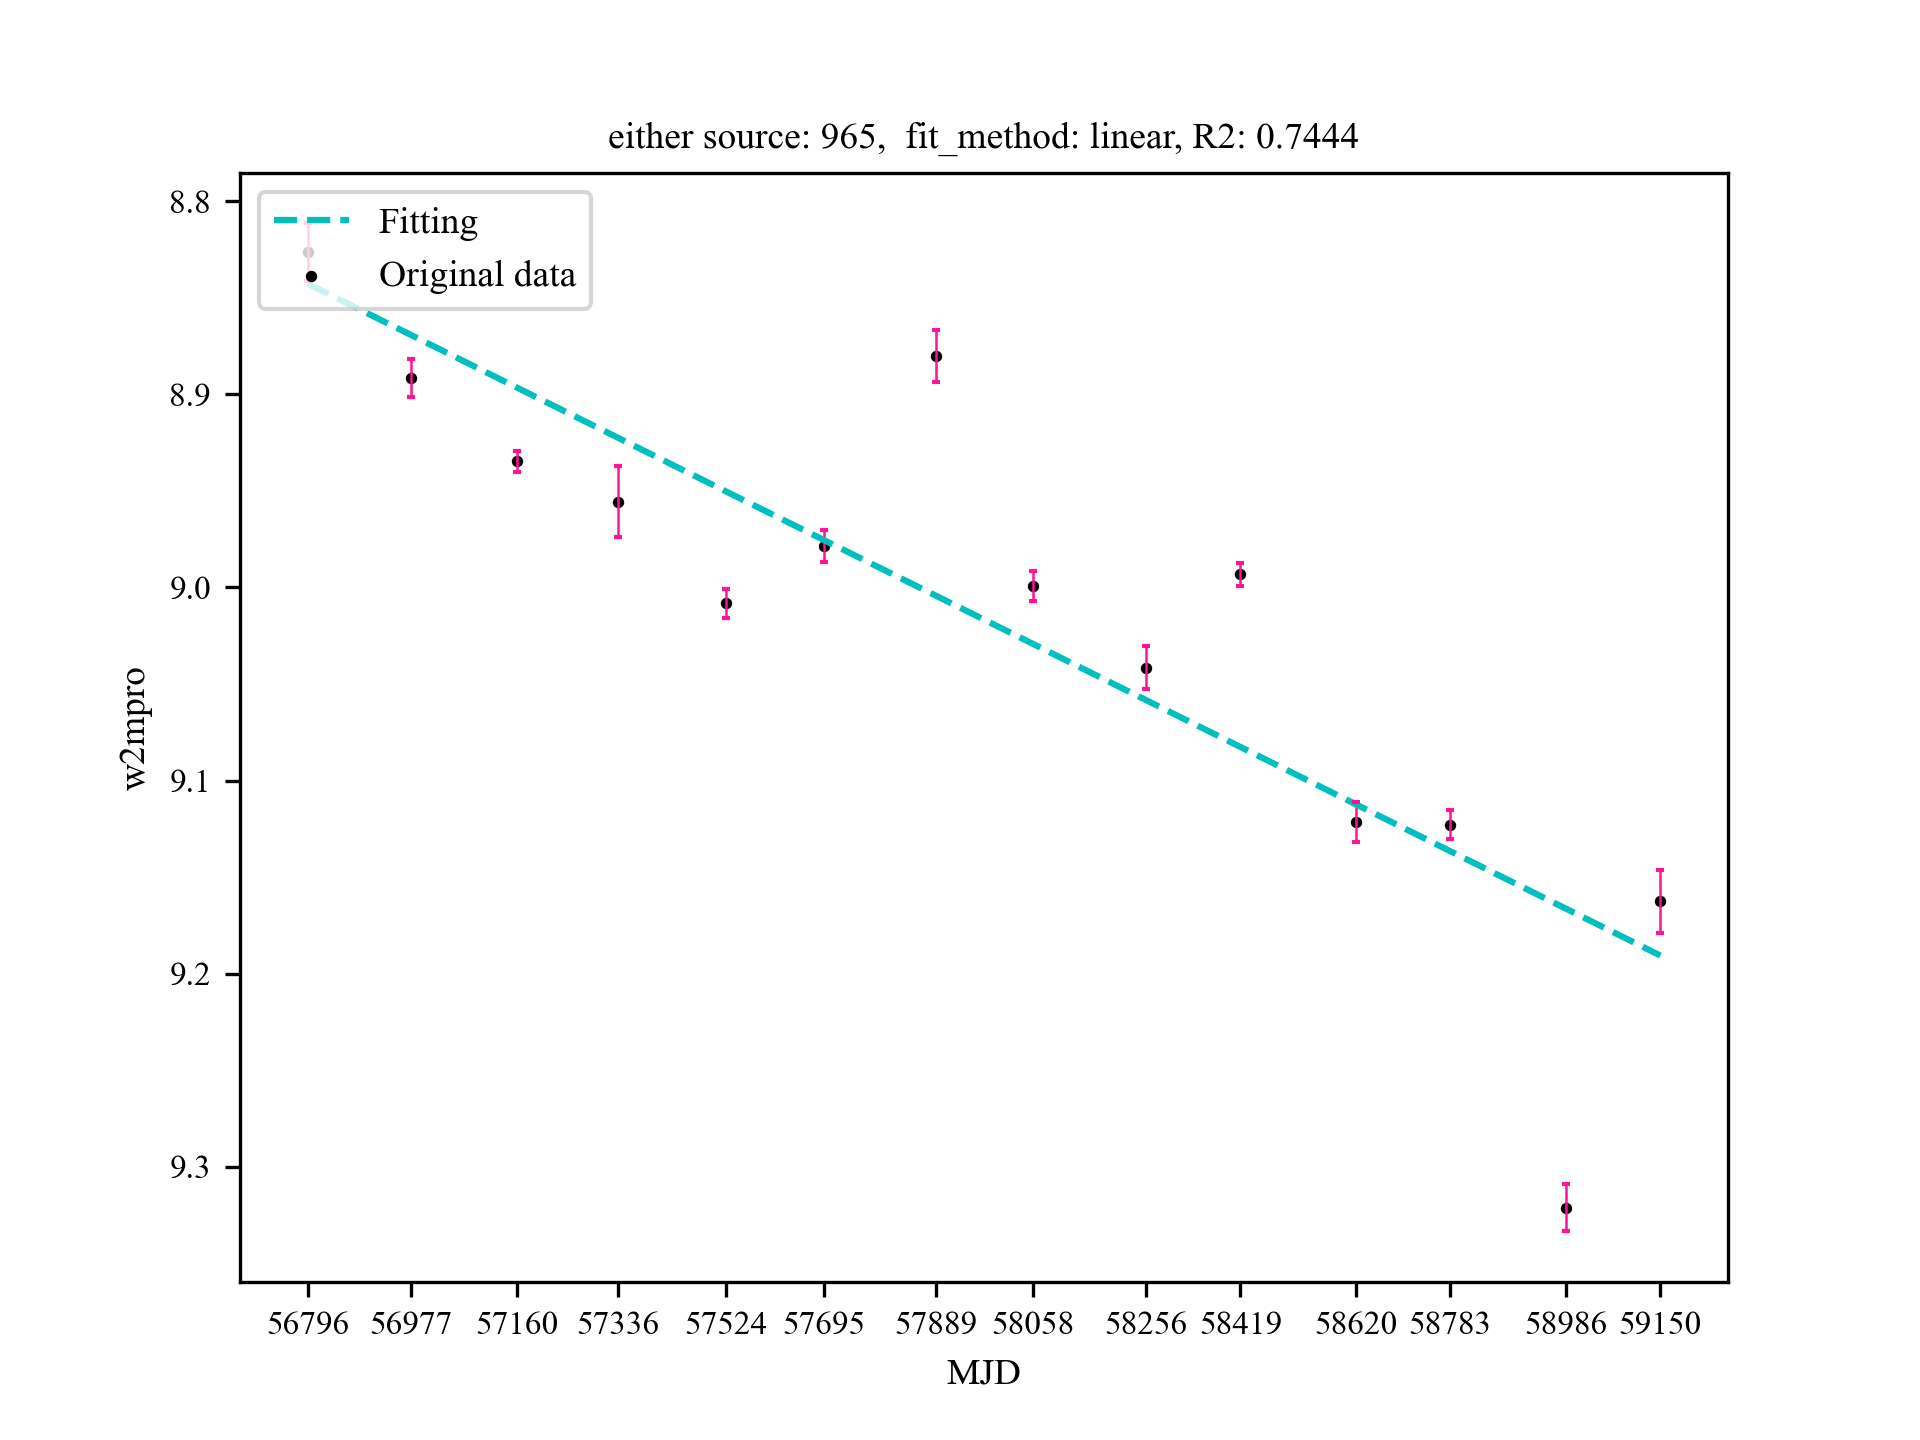 either source: 965,  fit_method: linear, R2: 0.7444
Fitting
Original data
8.8
8.9
9.0
9.1
9.2
9.3
w2mpro
56796 56977 57160 57336 57524 57695 57889 58058 58256 58419 58620 58783 58986 59150
MJD